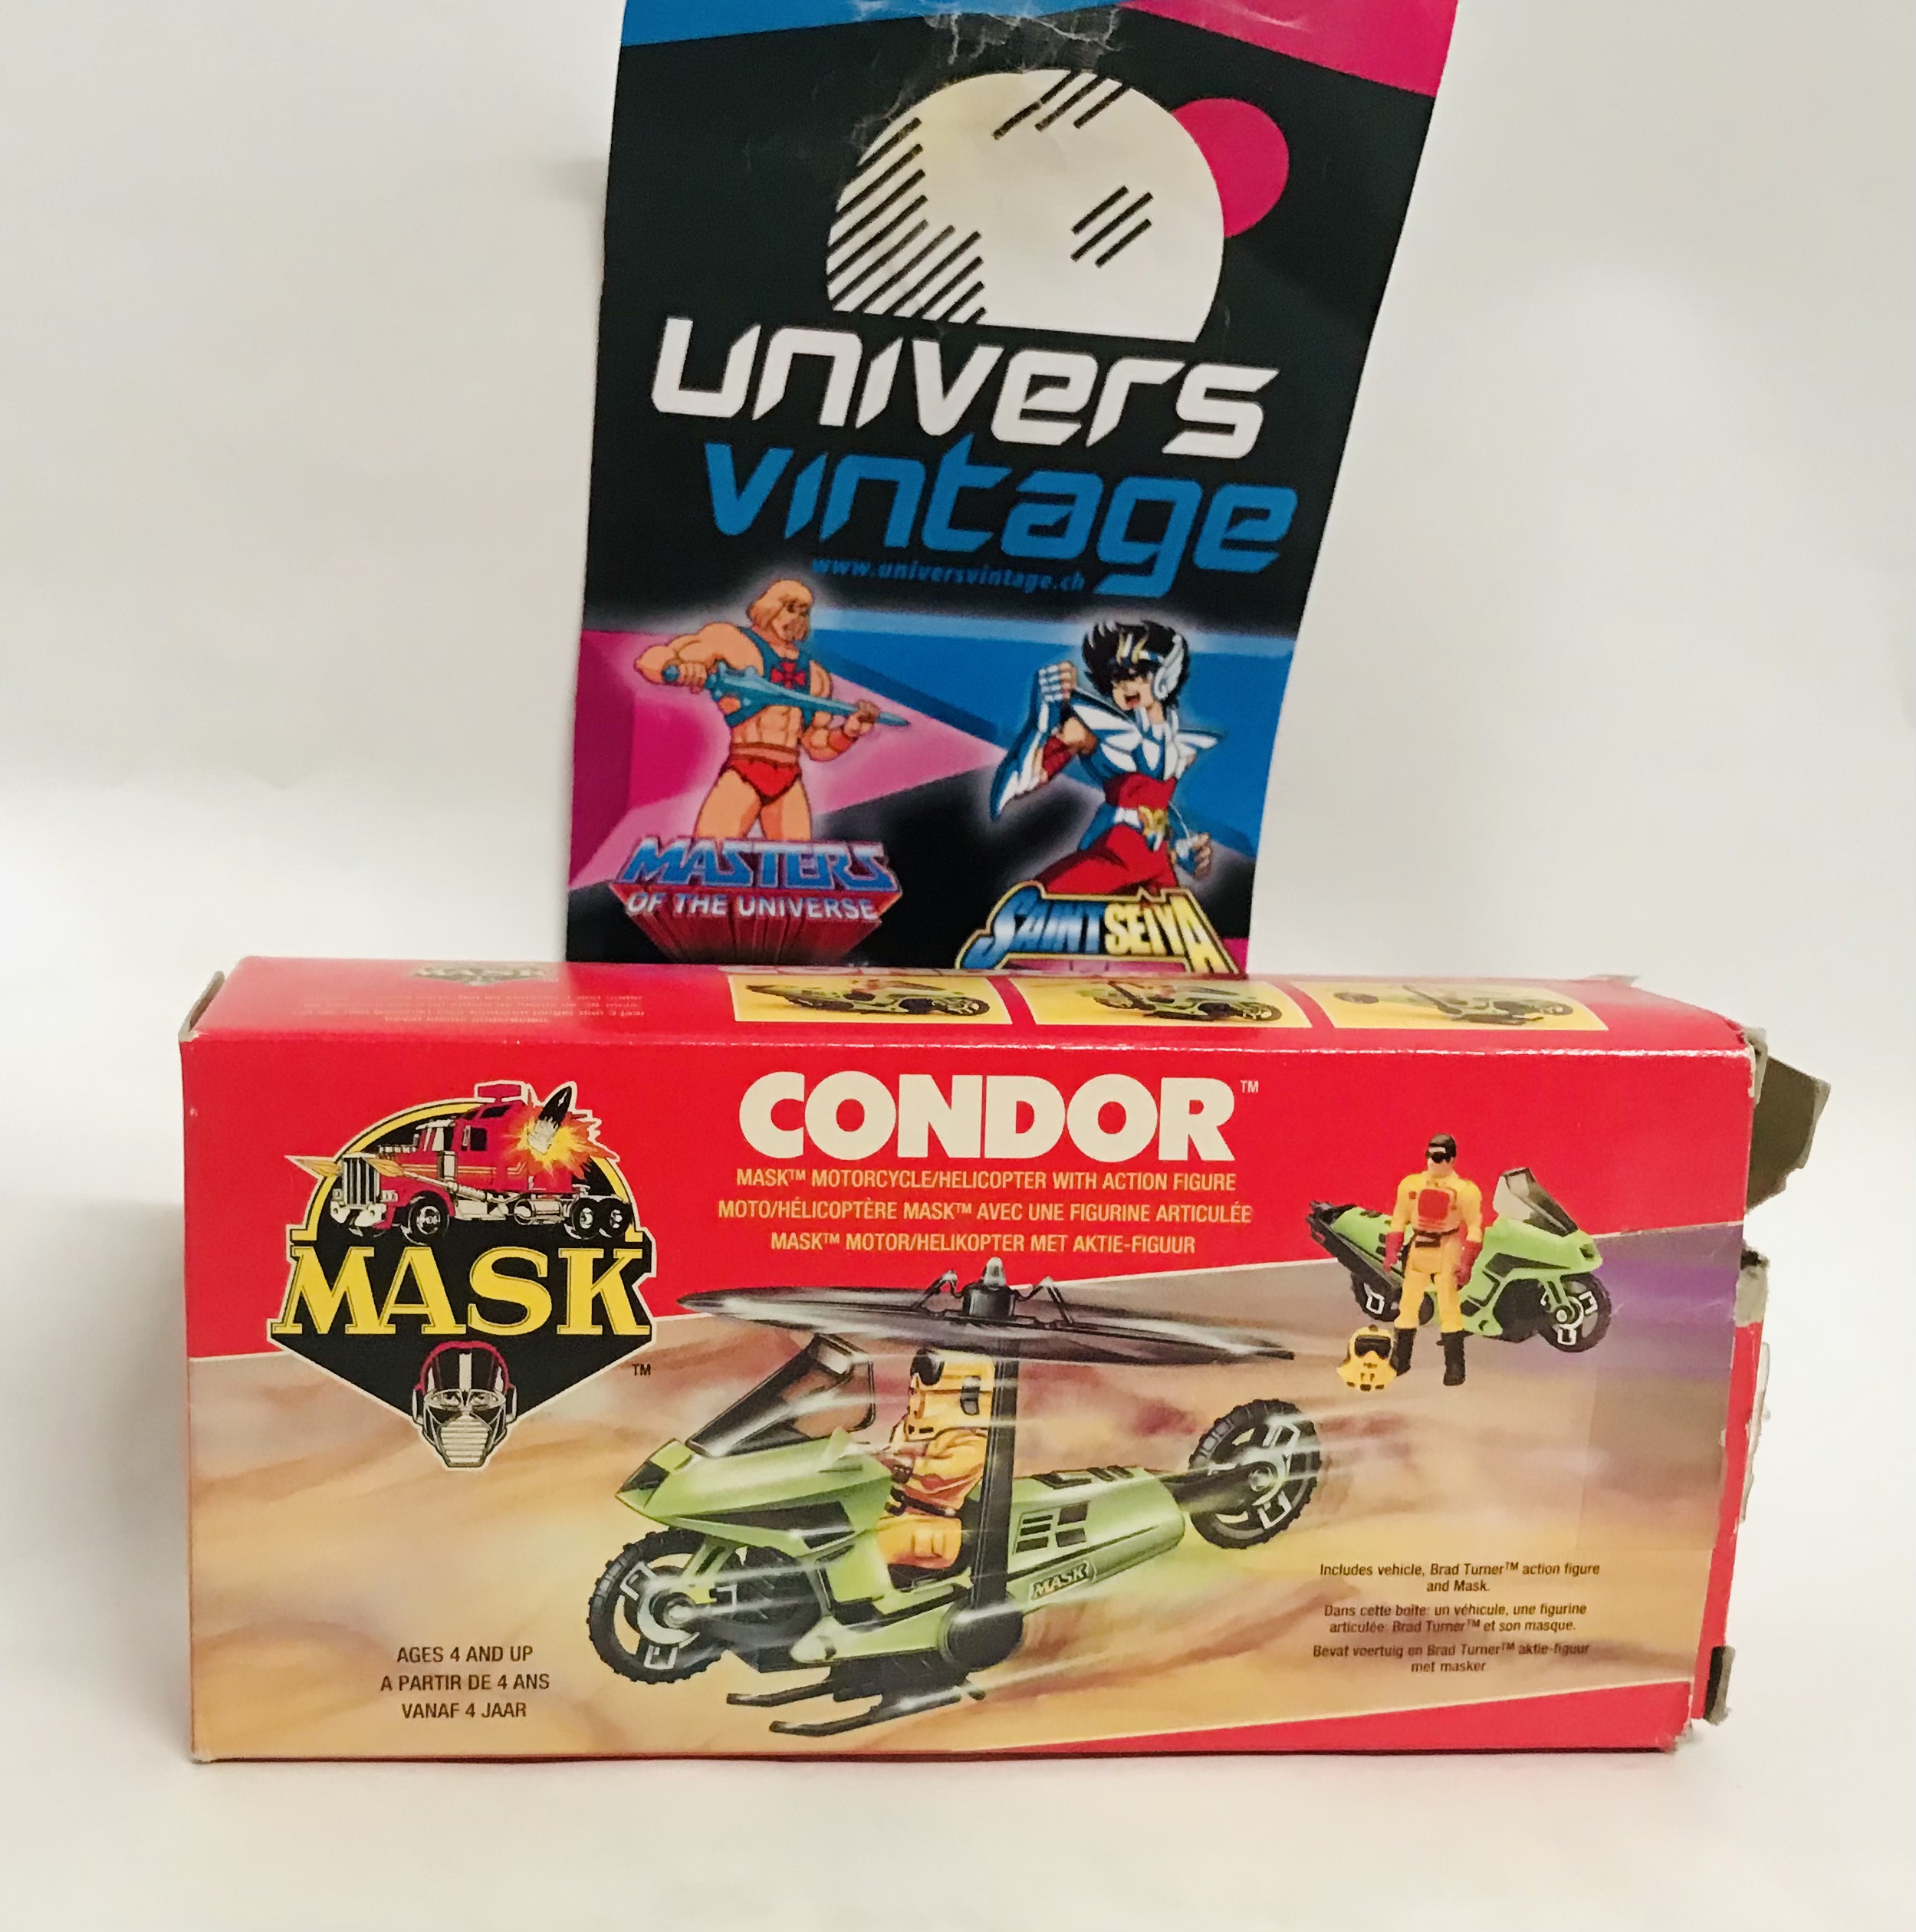 univers
vintage
www.universvintage.ch
MASTERS
OF THE UNIVERSE
SAINT SEIYA
MASK
CONDOR™
MASK™ MOTORCYCLE/HELICOPTER WITH ACTION FIGURE
MOTO/HÉLICOPTÈRE MASK™ AVEC UNE FIGURINE ARTICULÉE
MASK™ MOTOR/HELIKOPTER MET AKTIE-FIGUUR
MASK
TM
MASK
Includes vehicle, Brad Turner™ action figure
and Mask.
Dans cette boîte: un véhicule, une figurine
articulée: Brad Turner™ et son masque.
Bevat voertuig en Brad Turner™ aktie-figuur
met masker
AGES 4 AND UP
A PARTIR DE 4 ANS
VANAF 4 JAAR